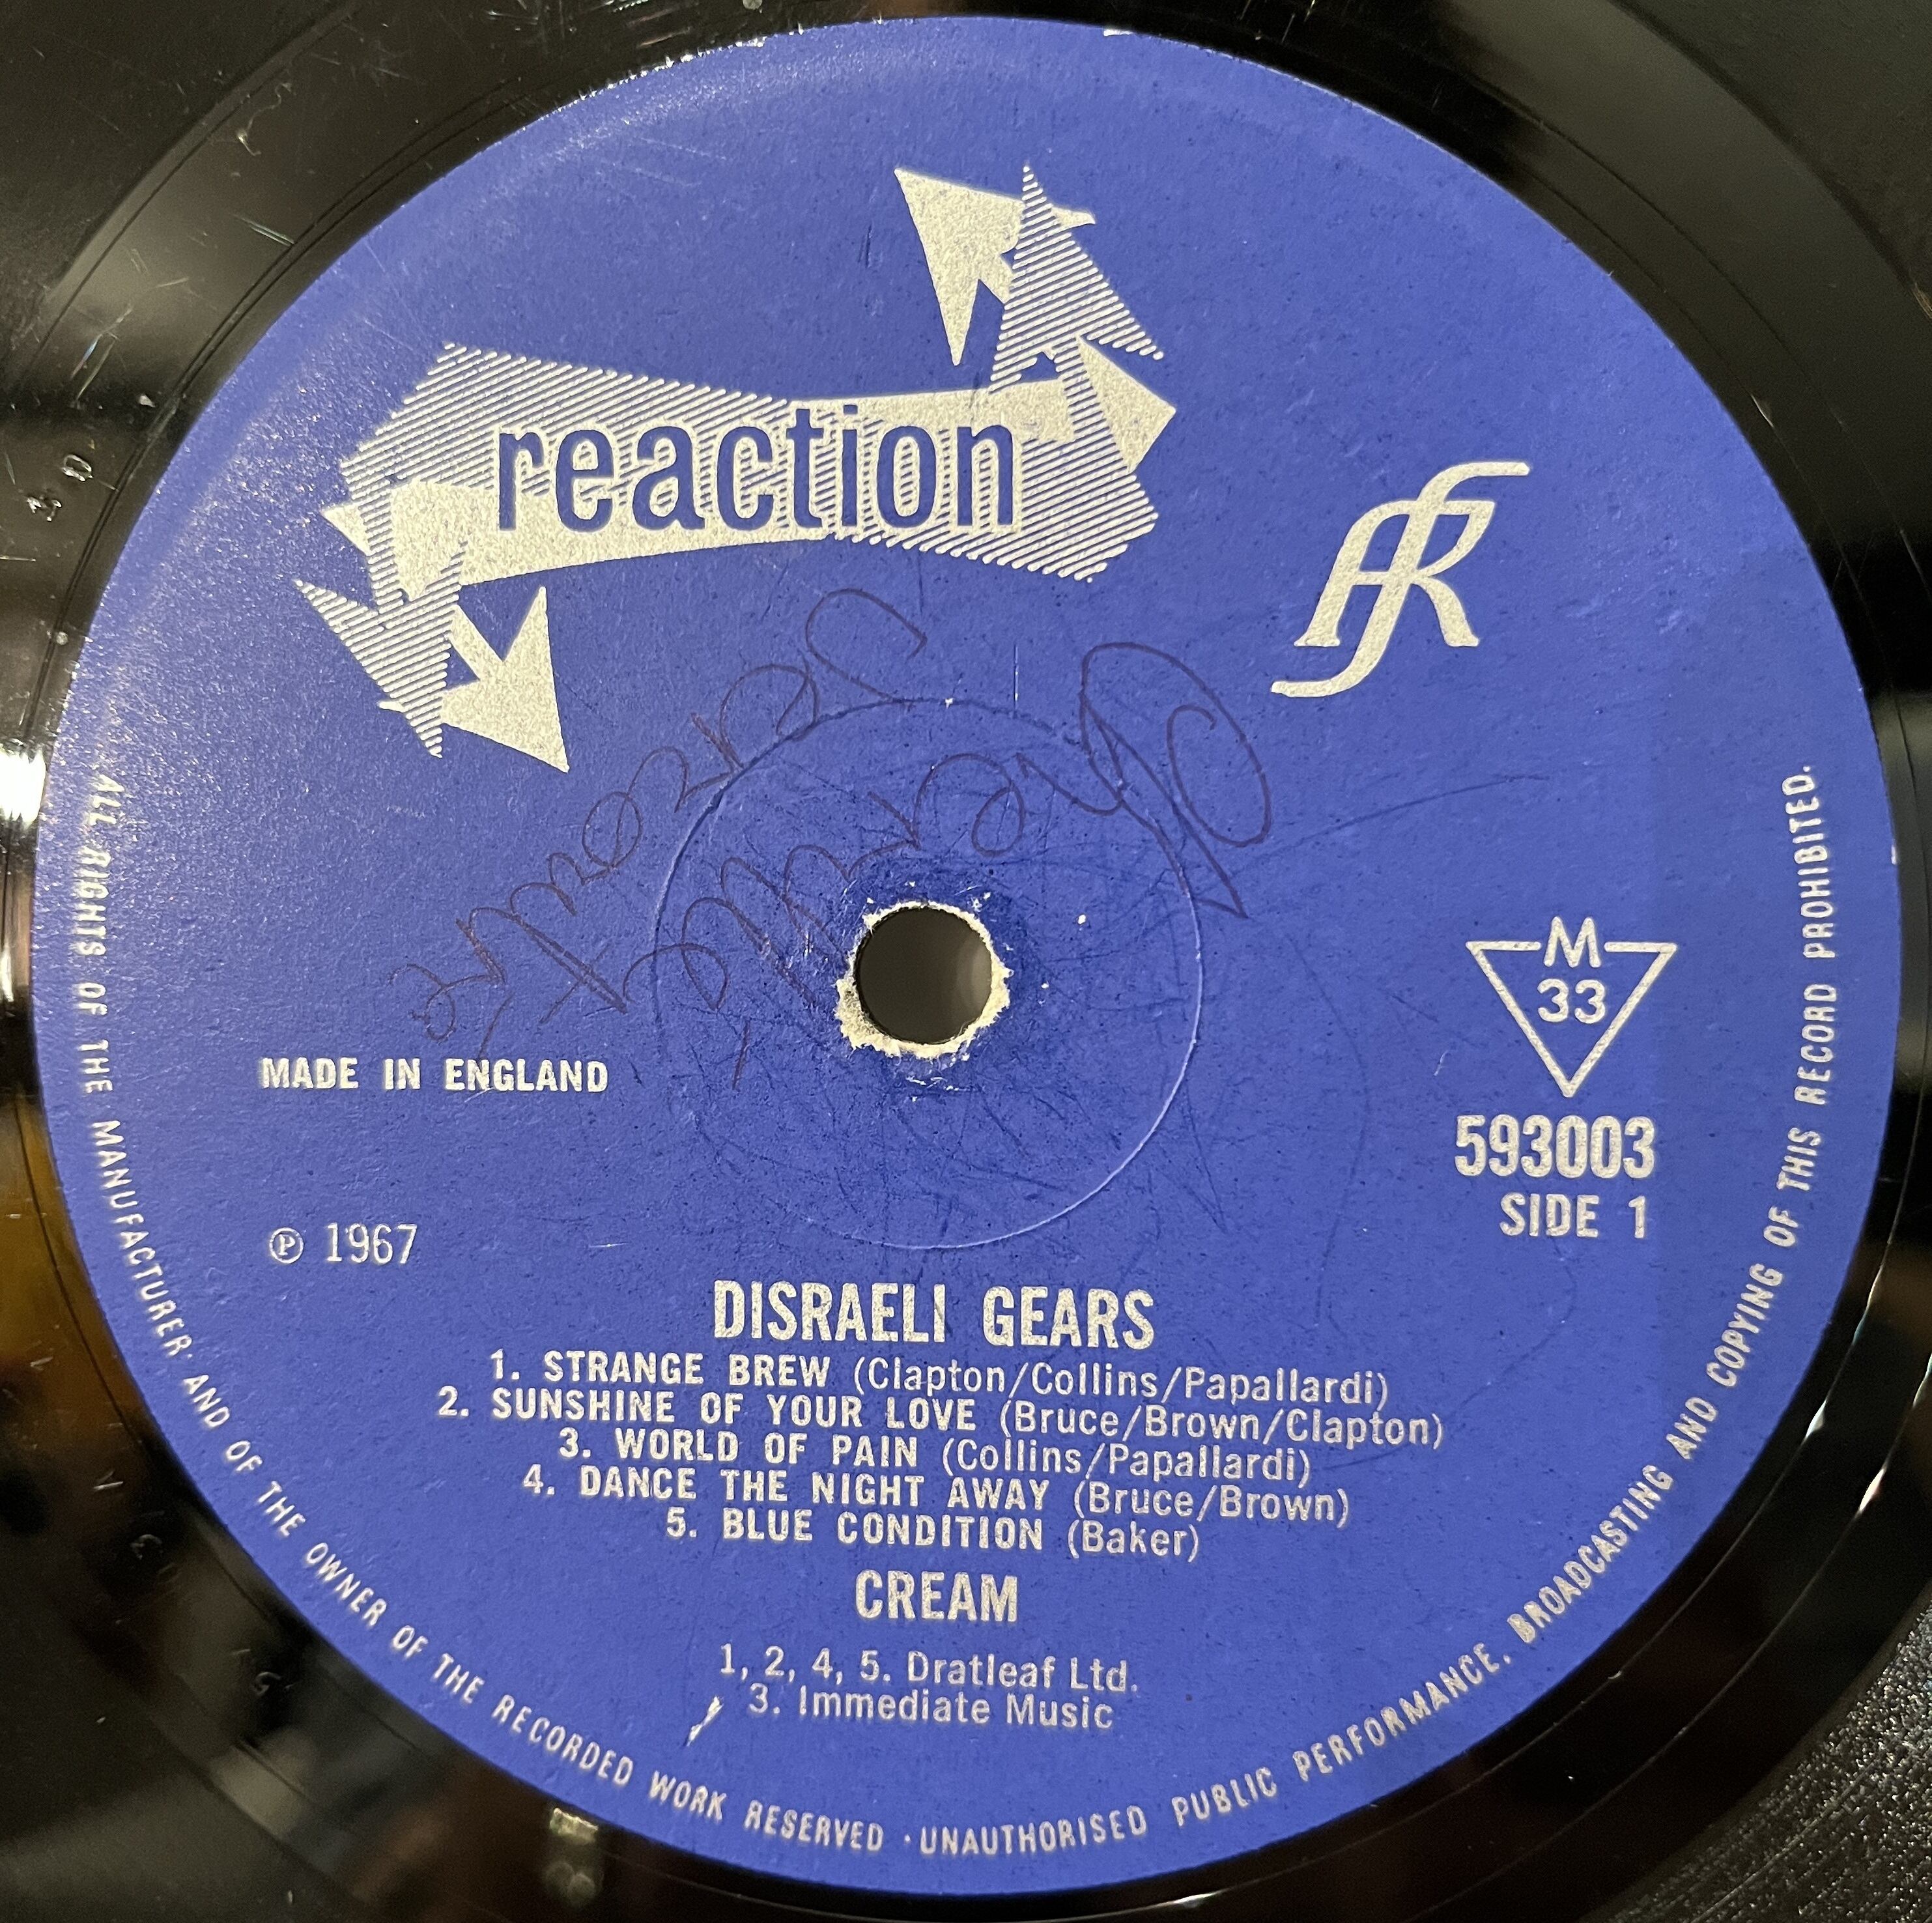 reaction
MADE IN ENGLAND
M
33
593003
SIDE 1
℗ 1967
DISRAELI GEARS
1. STRANGE BREW (Clapton/Collins/Papallardi)
2. SUNSHINE OF YOUR LOVE (Bruce/Brown/Clapton)
3. WORLD OF PAIN (Collins/Papallardi)
4. DANCE THE NIGHT AWAY (Bruce/Brown)
5. BLUE CONDITION (Baker)
CREAM
1, 2, 4, 5. Dratleaf Ltd.
3. Immediate Music
ALL RIGHTS OF THE MANUFACTURER AND OF THE OWNER OF THE RECORDED WORK RESERVED · UNAUTHORISED PUBLIC PERFORMANCE, BROADCASTING AND COPYING OF THIS RECORD PROHIBITED.